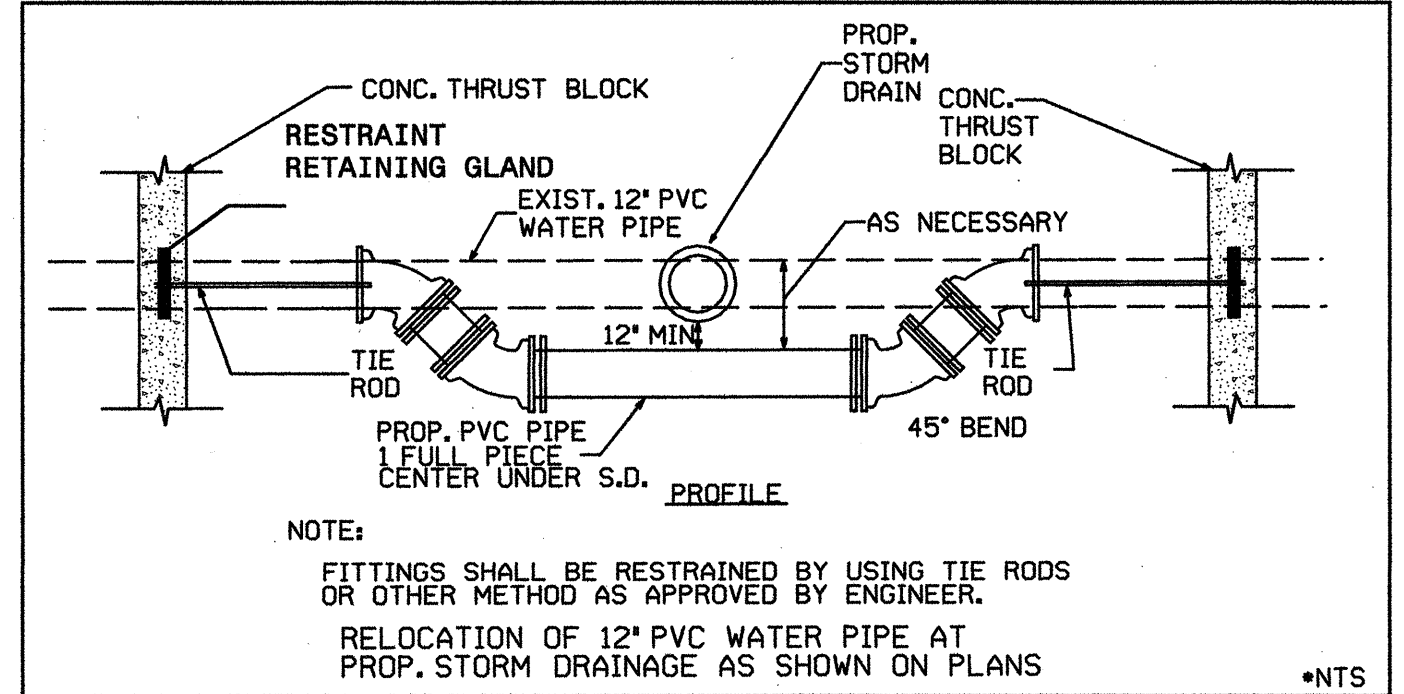 PROP.
STORM
DRAIN
CONC. THRUST BLOCK
CONC.
THRUST
BLOCK
RESTRAINT
RETAINING GLAND
EXIST. 12" PVC
WATER PIPE
AS NECESSARY
12" MIN
TIE
ROD
TIE
ROD
PROP. PVC PIPE
1 FULL PIECE
CENTER UNDER S.D.
45° BEND
PROFILE
NOTE:
FITTINGS SHALL BE RESTRAINED BY USING TIE RODS
OR OTHER METHOD AS APPROVED BY ENGINEER.
RELOCATION OF 12" PVC WATER PIPE AT
PROP. STORM DRAINAGE AS SHOWN ON PLANS
*NTS